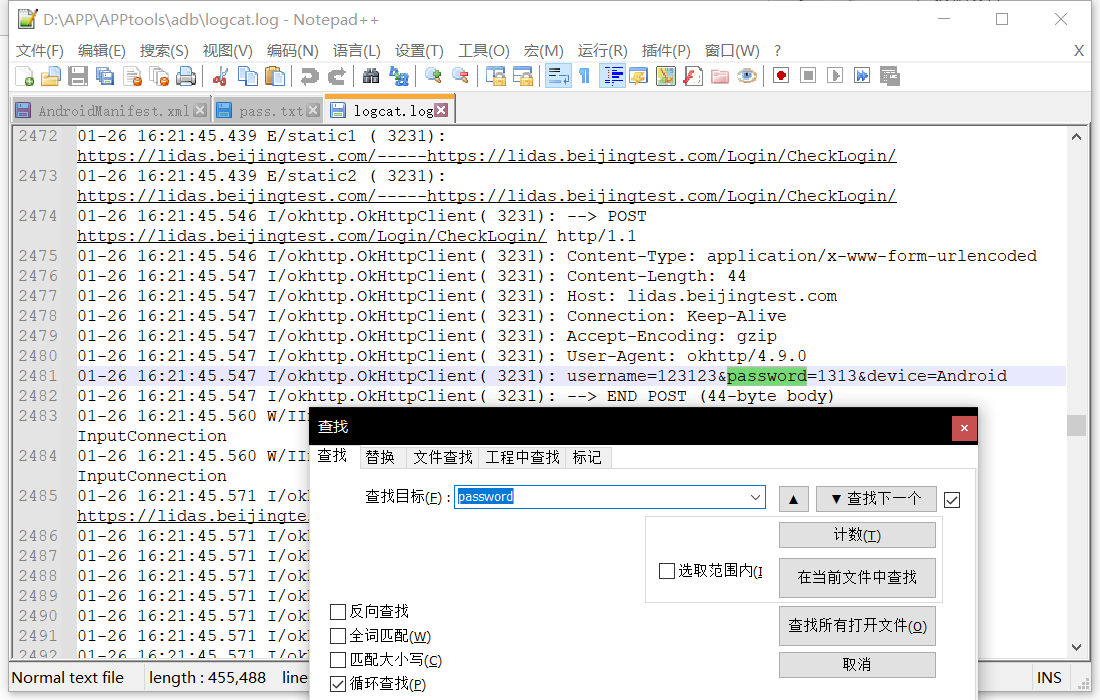 D:\APP\APPtools\adb\logcat.log - Notepad++
文件(F) 编辑(E) 搜索(S) 视图(V) 编码(N) 语言(L) 设置(T) 工具(O) 宏(M) 运行(R) 插件(P) 窗口(W) ? X
AndroidManifest.xml pass.txt logcat.log
2472 01-26 16:21:45.439 E/static1 ( 3231):
https://lidas.beijingtest.com/-----https://lidas.beijingtest.com/Login/CheckLogin/
2473 01-26 16:21:45.439 E/static2 ( 3231):
https://lidas.beijingtest.com/-----https://lidas.beijingtest.com/Login/CheckLogin/
2474 01-26 16:21:45.546 I/okhttp.OkHttpClient( 3231): --> POST
https://lidas.beijingtest.com/Login/CheckLogin/ http/1.1
2475 01-26 16:21:45.546 I/okhttp.OkHttpClient( 3231): Content-Type: application/x-www-form-urlencoded
2476 01-26 16:21:45.547 I/okhttp.OkHttpClient( 3231): Content-Length: 44
2477 01-26 16:21:45.547 I/okhttp.OkHttpClient( 3231): Host: lidas.beijingtest.com
2478 01-26 16:21:45.547 I/okhttp.OkHttpClient( 3231): Connection: Keep-Alive
2479 01-26 16:21:45.547 I/okhttp.OkHttpClient( 3231): Accept-Encoding: gzip
2480 01-26 16:21:45.547 I/okhttp.OkHttpClient( 3231): User-Agent: okhttp/4.9.0
2481 01-26 16:21:45.547 I/okhttp.OkHttpClient( 3231): username=123123&password=1313&device=Android
2482 01-26 16:21:45.547 I/okhttp.OkHttpClient( 3231): --> END POST (44-byte body)
2483 01-26 16:21:45.560 W/IIn
InputConnection
2484 01-26 16:21:45.560 W/IIn
InputConnection
2485 01-26 16:21:45.571 I/ok
https://lidas.beijingte
2486 01-26 16:21:45.571 I/ok
2487 01-26 16:21:45.571 I/ok
2488 01-26 16:21:45.571 I/ok
2489 01-26 16:21:45.571 I/ok
2490 01-26 16:21:45.571 I/ok
2491 01-26 16:21:45.571 I/ok
2492 01-26 16:21:45.571 I/ok
查找
查找 替换 文件查找 工程中查找 标记
查找目标(F) : password ▲ ▼ 查找下一个
计数(T)
选取范围内(I 在当前文件中查找
反向查找 查找所有打开文件(O)
全词匹配(W)
匹配大小写(C) 取消
循环查找(P)
Normal text file length : 455,488 line INS